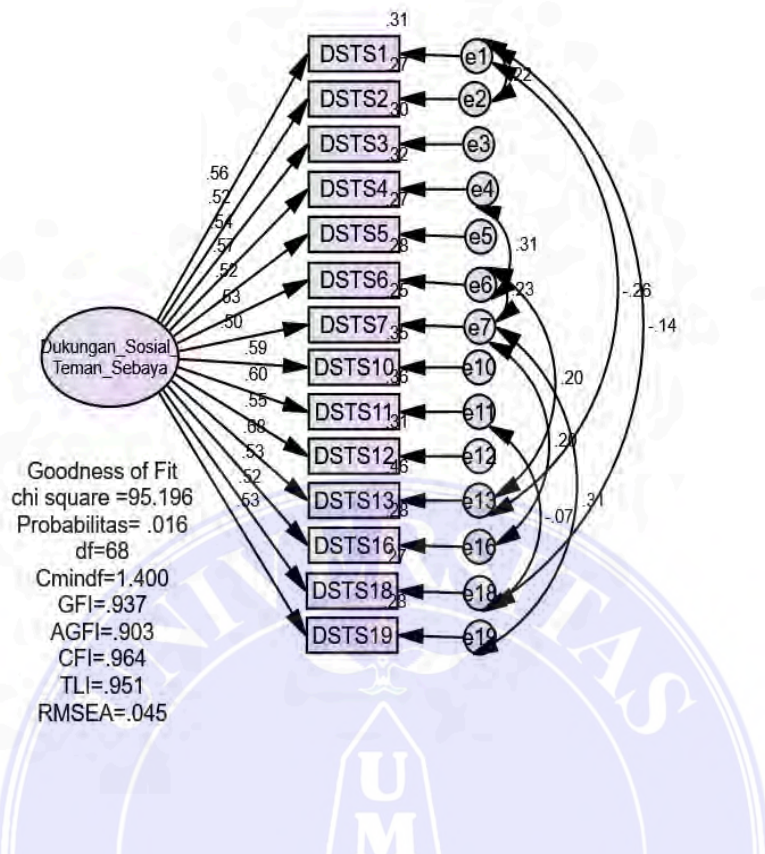 .31
DSTS1 e1
.27 .22
DSTS2 e2
.30
DSTS3 e3
.32
.56
DSTS4 e4
.52 .27
.54
DSTS5 e5
.57 .28 .31
.52
DSTS6 e6
.53 .25 .23 -.26
.50
DSTS7 e7
-.14
.35
Dukungan_Sosial_
Teman_Sebaya
.59
DSTS10 e10
.60 .36 .20
.55
DSTS11 e11
.31
.68
DSTS12 e12
.53 .46
.52
DSTS13 e13
.53 .28 .31
-.07
DSTS16 e16
.27
DSTS18 e18
.28
DSTS19 e19
Goodness of Fit
chi square =95.196
Probabilitas= .016
df=68
Cmindf=1.400
GFI=.937
AGFI=.903
CFI=.964
TLI=.951
RMSEA=.045
UNIVERSITAS
U
M